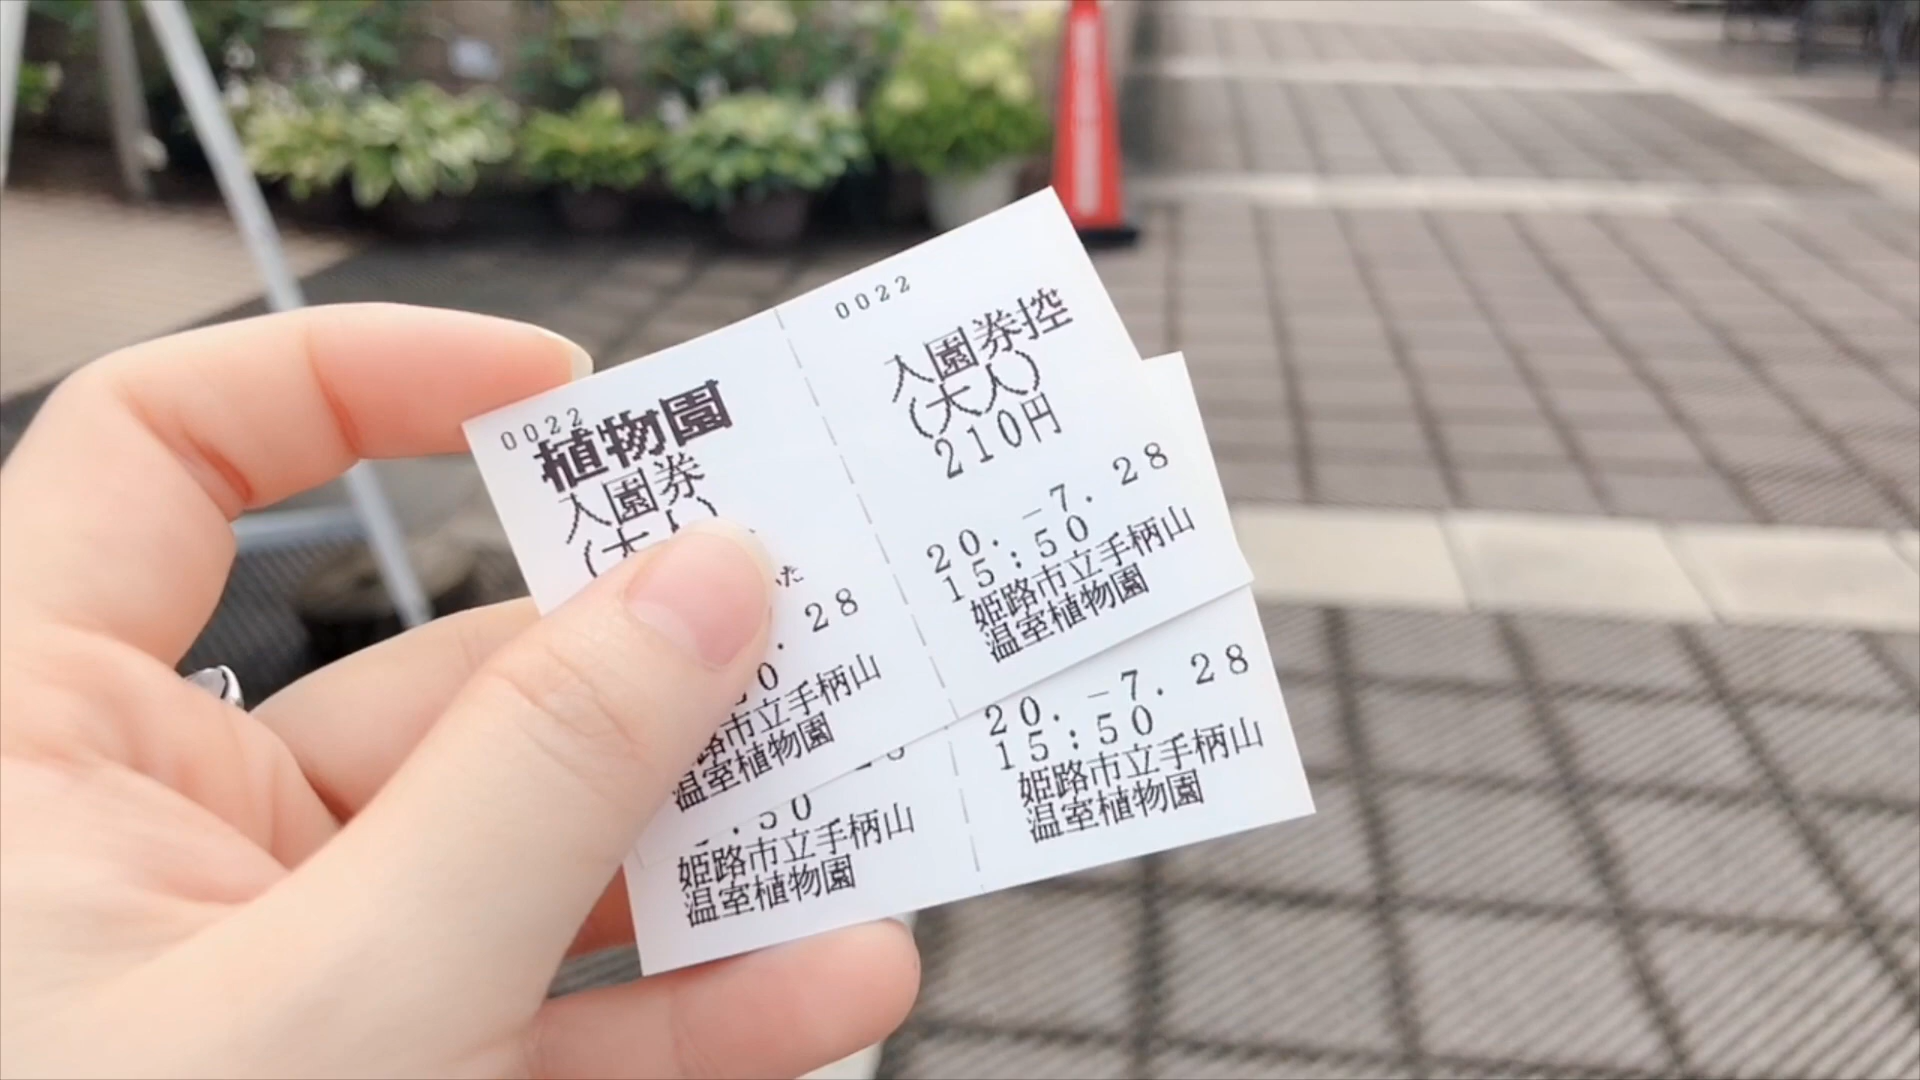 0022
植物園
入園券
28
路市立手柄山
温室植物園
0022
入園券控
(大人)
210円
20.-7.28
15:50
姫路市立手柄山
温室植物園
姫路市立手柄山
温室植物園
20.-7.28
15:50
姫路市立手柄山
温室植物園